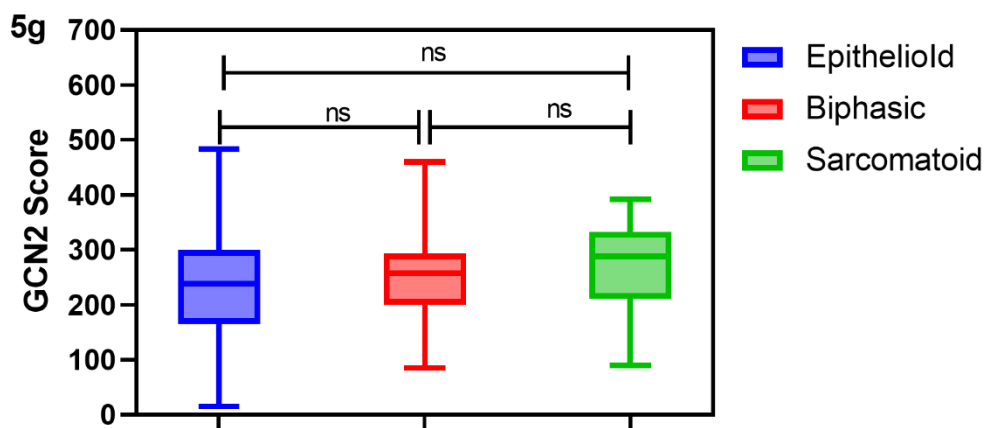 5g
GCN2 Score
700
600
500
400
300
200
100
0
ns
ns
ns
EpithelioId
Biphasic
Sarcomatoid